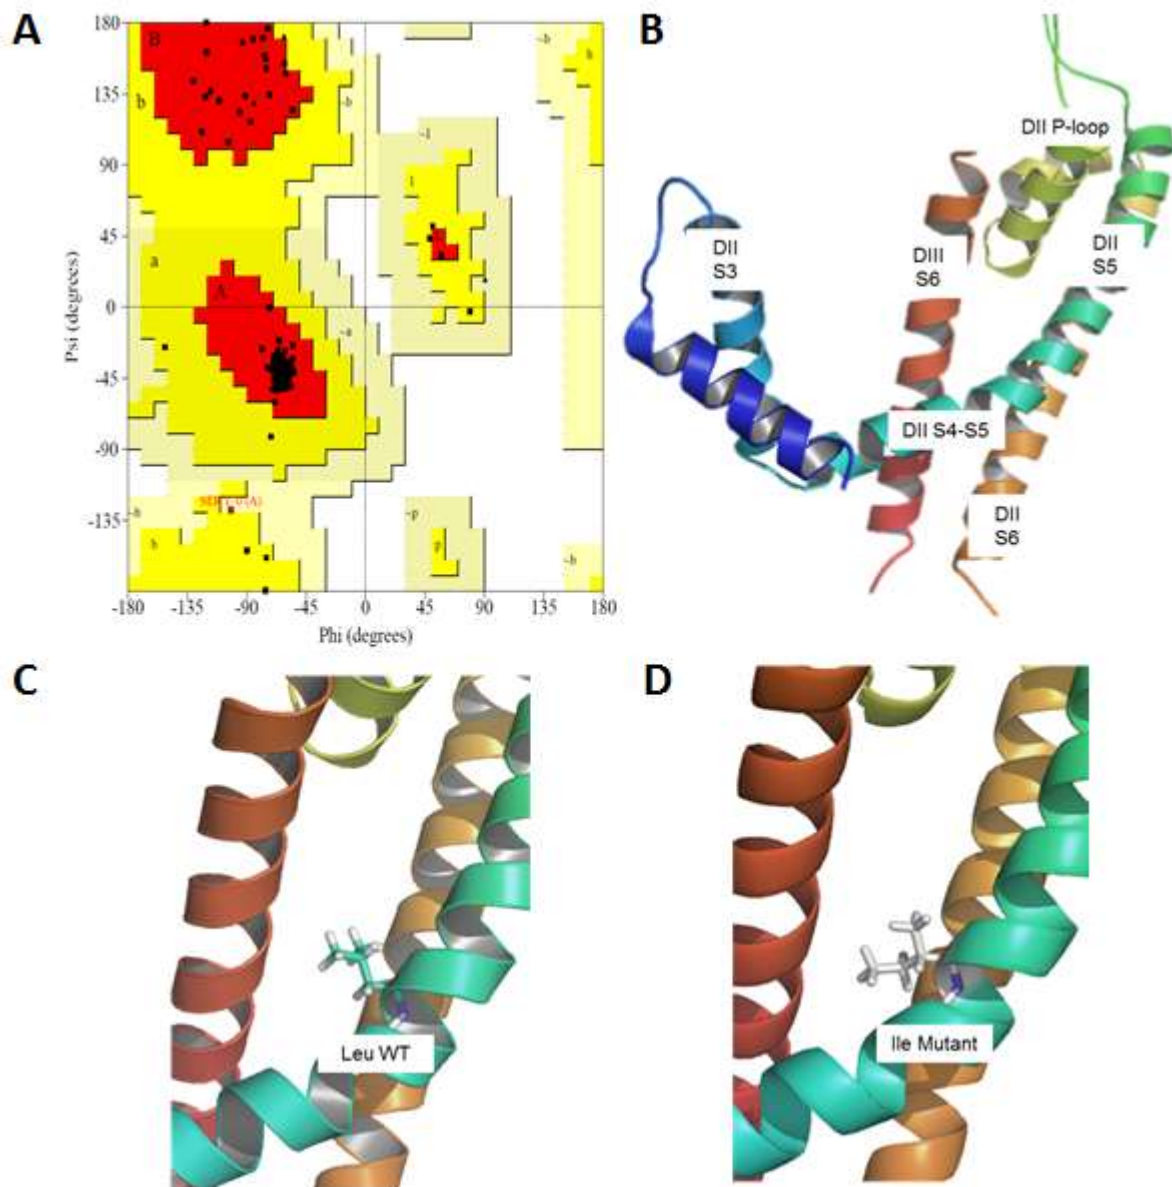 A
180
135
90
45
0
-45
-90
-135
-180
-135
-90
-45
0
45
90
135
180
Psi (degrees)
Phi (degrees)
B
b
a
A
l
~l
~b
~a
~b
b
~b
b
~p
p
~b
B
DII P-loop
DII
S3
DIII
S6
DII
S5
DII S4-S5
DII
S6
C
Leu WT
D
Ile Mutant